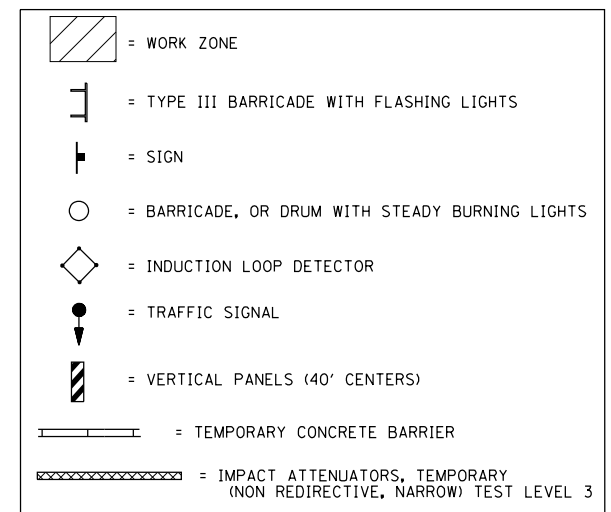 = WORK ZONE
= TYPE III BARRICADE WITH FLASHING LIGHTS
= SIGN
= BARRICADE, OR DRUM WITH STEADY BURNING LIGHTS
= INDUCTION LOOP DETECTOR
= TRAFFIC SIGNAL
= VERTICAL PANELS (40' CENTERS)
= TEMPORARY CONCRETE BARRIER
= IMPACT ATTENUATORS, TEMPORARY
(NON REDIRECTIVE, NARROW) TEST LEVEL 3